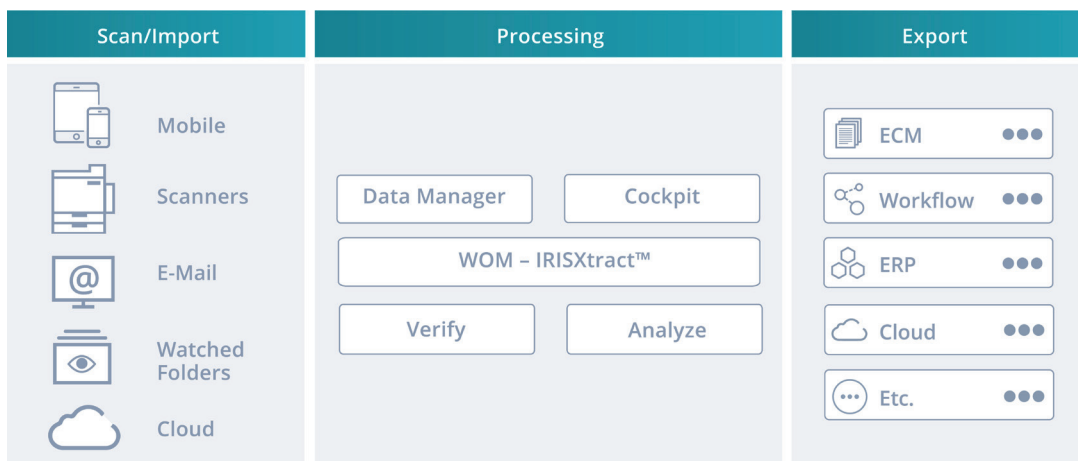 Scan/Import
Mobile
Scanners
@
E-Mail
Watched
Folders
Cloud
Processing
Data Manager
Cockpit
WOM – IRISXtract™
Verify
Analyze
Export
ECM
Workflow
ERP
Cloud
Etc.